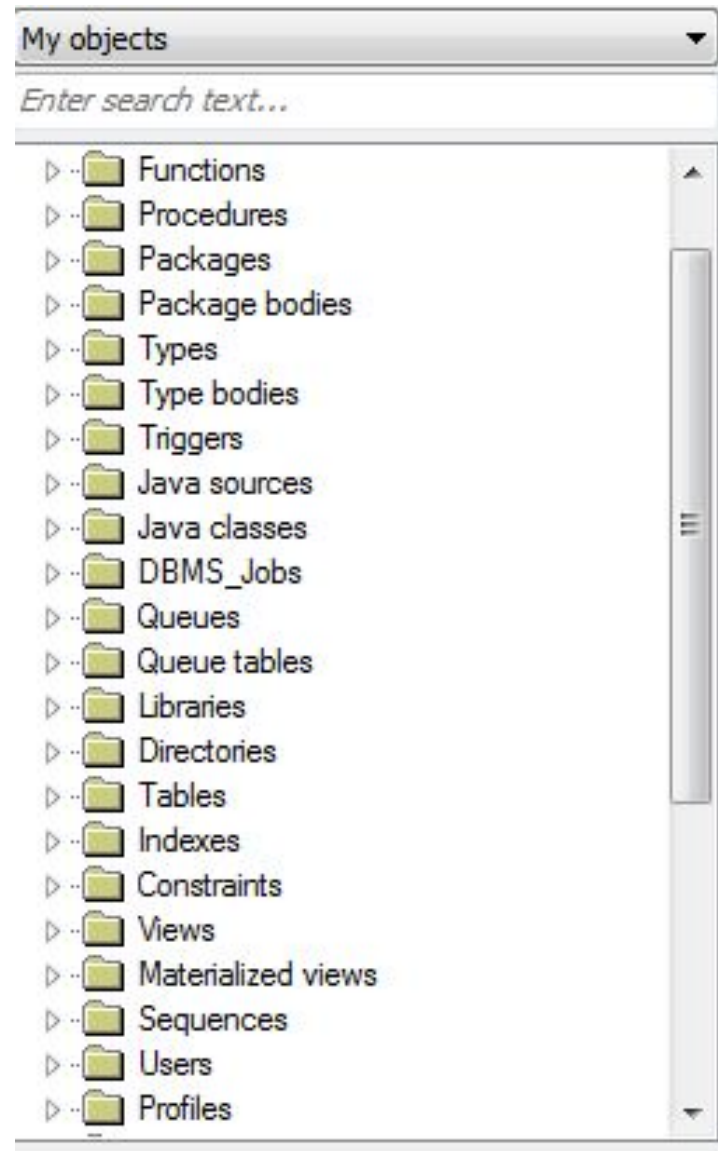 My objects
Enter search text...
Functions
Procedures
Packages
Package bodies
Types
Type bodies
Triggers
Java sources
Java classes
DBMS_Jobs
Queues
Queue tables
Libraries
Directories
Tables
Indexes
Constraints
Views
Materialized views
Sequences
Users
Profiles